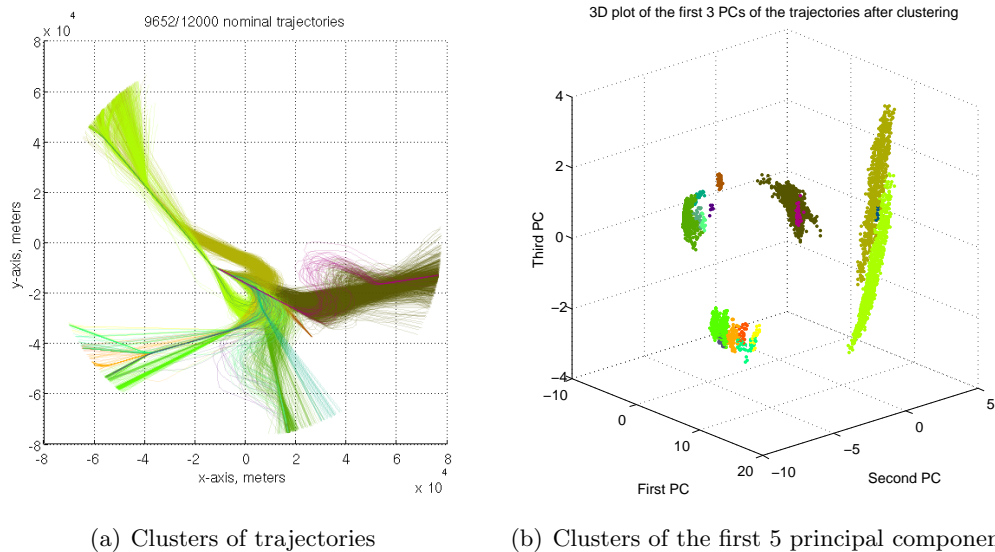 9652/12000 nominal trajectories
x 10 4
8
6
4
2
0
-2
-4
-6
-8
y-axis, meters
-8 -6 -4 -2 0 2 4 6 8
x-axis, meters
x 10 4
(a) Clusters of trajectories
3D plot of the first 3 PCs of the trajectories after clustering
4
2
0
−2
−4
Third PC
−10
0
10
20
First PC
−10
−5
0
5
Second PC
(b) Clusters of the first 5 principal componen